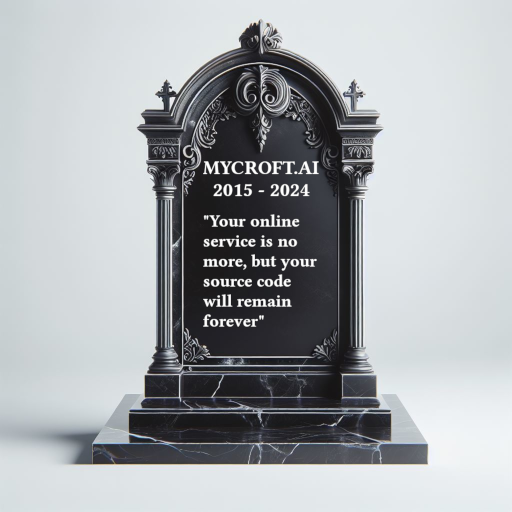 MYCROFT.AI
2015 - 2024
"Your online
service is no
more, but your
source code
will remain
forever"